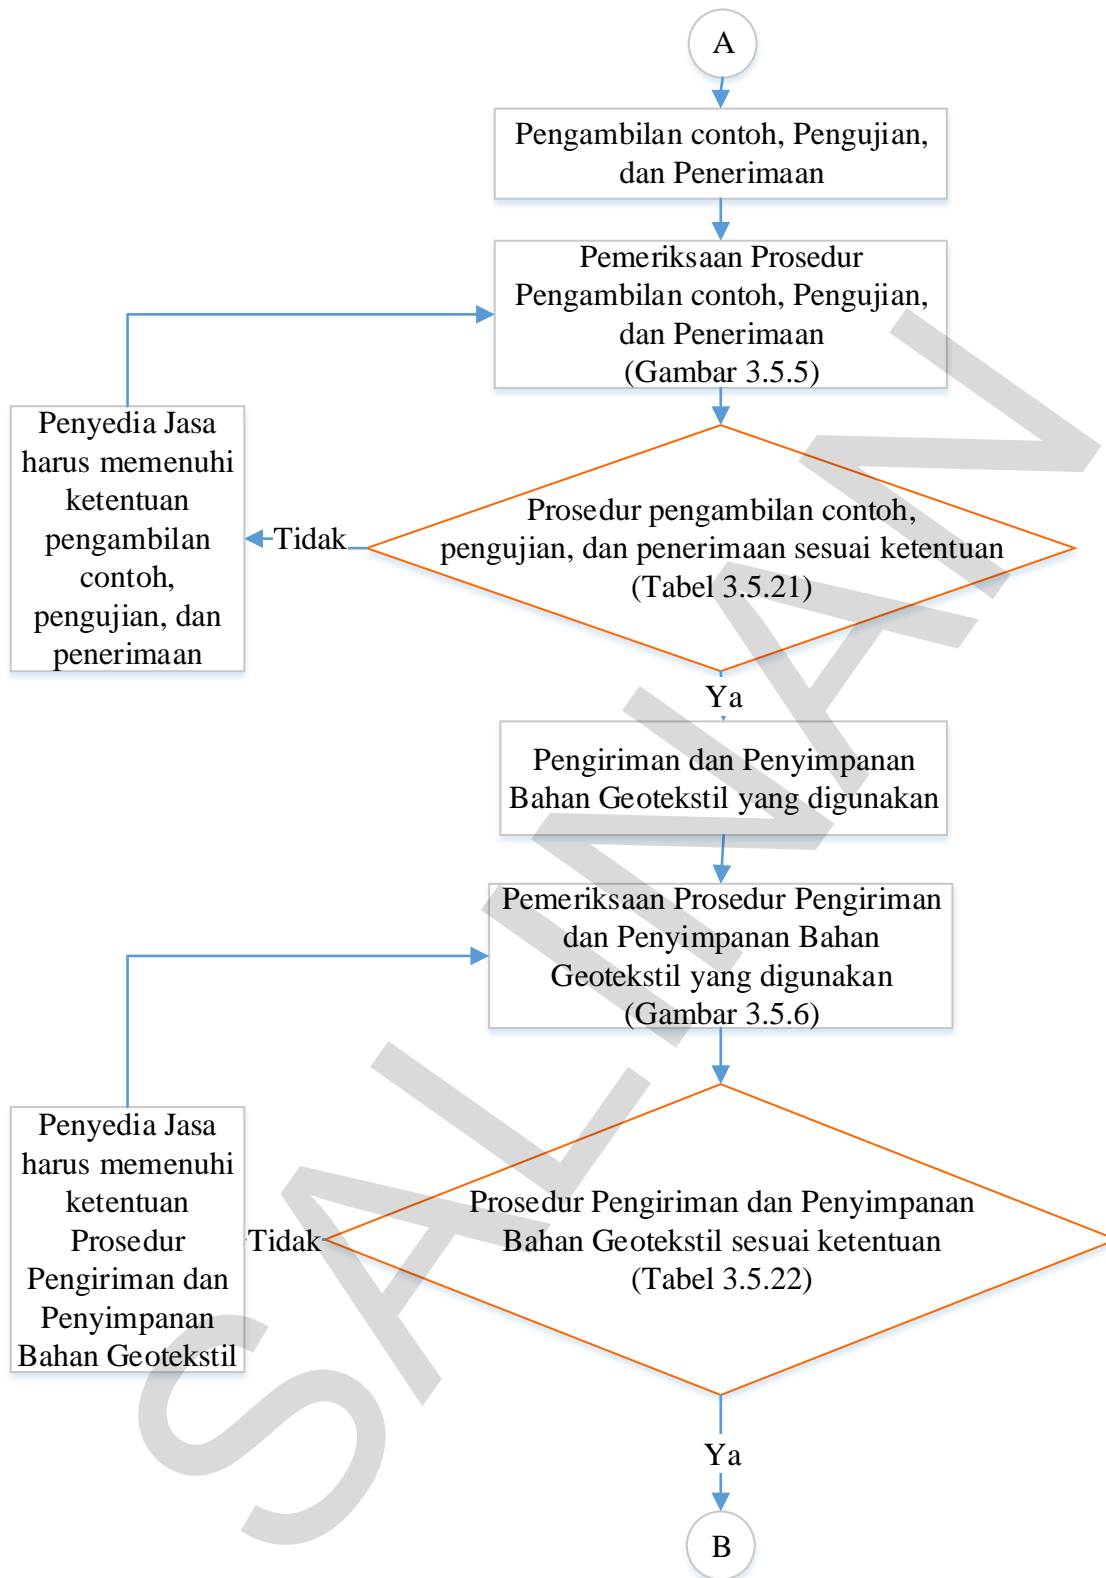 A
Pengambilan contoh, Pengujian,
dan Penerimaan
Pemeriksaan Prosedur
Pengambilan contoh, Pengujian,
dan Penerimaan
(Gambar 3.5.5)
Penyedia Jasa
harus memenuhi
ketentuan
pengambilan
contoh,
pengujian, dan
penerimaan
Tidak
Prosedur pengambilan contoh,
pengujian, dan penerimaan sesuai ketentuan
(Tabel 3.5.21)
Ya
Pengiriman dan Penyimpanan
Bahan Geotekstil yang digunakan
Pemeriksaan Prosedur Pengiriman
dan Penyimpanan Bahan
Geotekstil yang digunakan
(Gambar 3.5.6)
Penyedia Jasa
harus memenuhi
ketentuan
Prosedur
Pengiriman dan
Penyimpanan
Bahan Geotekstil
Tidak
Prosedur Pengiriman dan Penyimpanan
Bahan Geotekstil sesuai ketentuan
(Tabel 3.5.22)
Ya
B
SALINAN